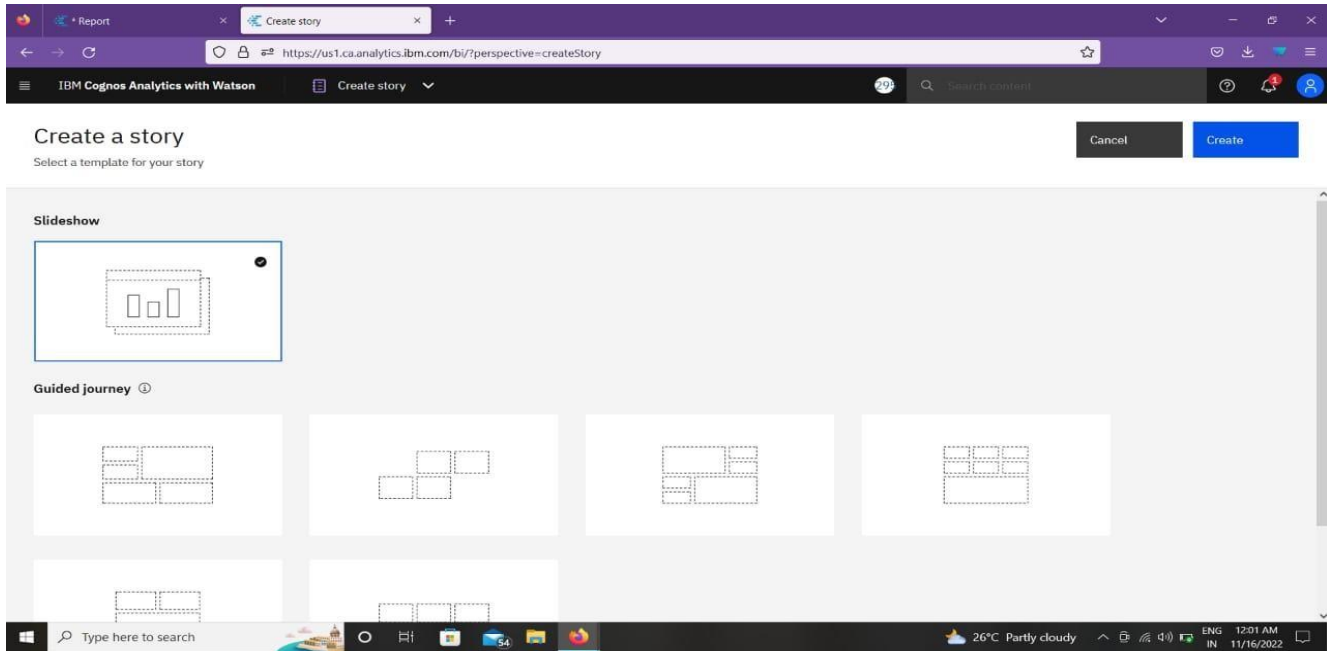 * Report
Create story
https://us1.ca.analytics.ibm.com/bi/?perspective=createStory
IBM Cognos Analytics with Watson
Create story
Search content
1
Create a story
Select a template for your story
Cancel
Create
Slideshow
Guided journey
Type here to search
54
26°C Partly cloudy
ENG
IN
12:01 AM
11/16/2022